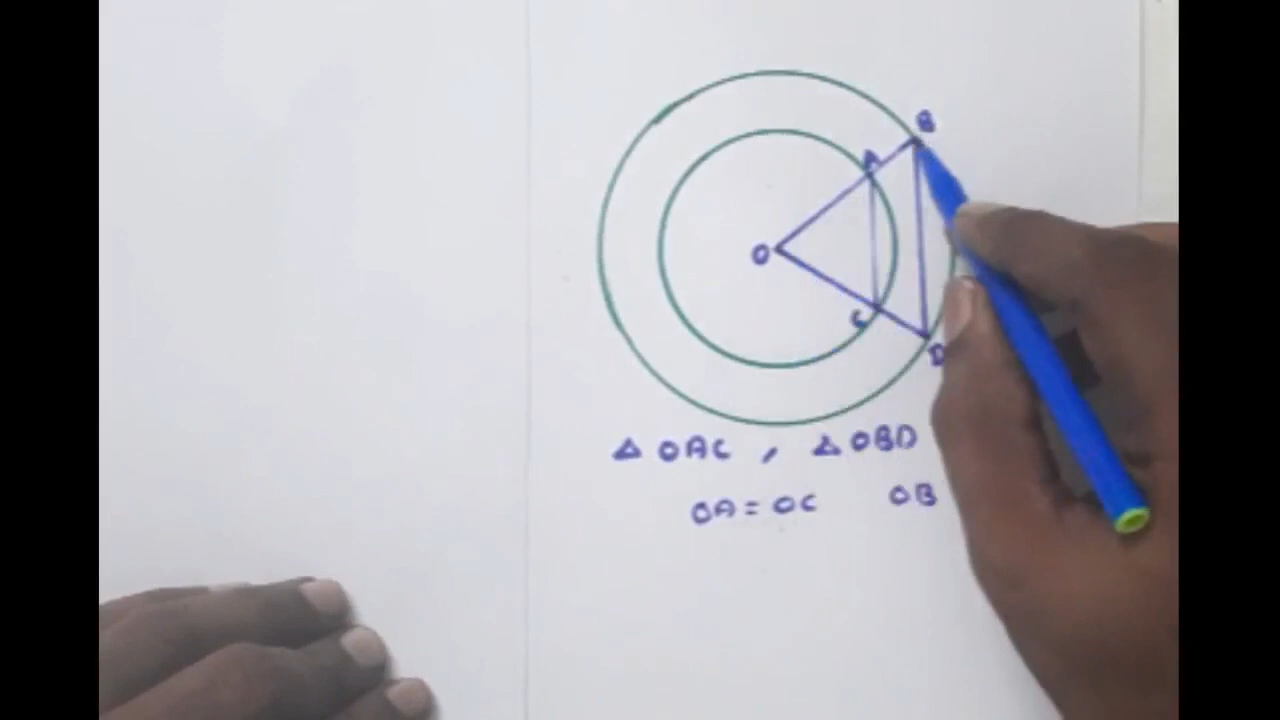 B
A
O
C
D
△ OAC , △ OBD
OA = OC OB